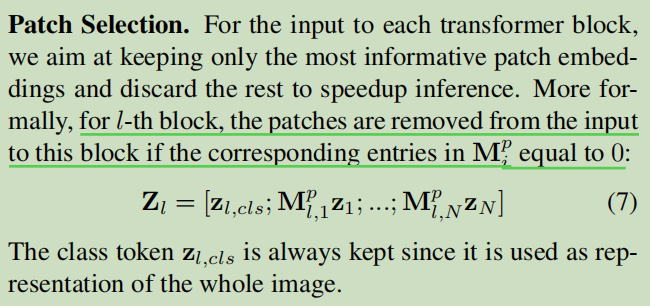 Patch Selection. For the input to each transformer block,
we aim at keeping only the most informative patch embed-
dings and discard the rest to speedup inference. More for-
mally, for l-th block, the patches are removed from the input
to this block if the corresponding entries in M_i^p equal to 0:
Z_l = [z_{l,cls}; M_{l,1}^p z_1; ...; M_{l,N}^p z_N] (7)
The class token z_{l,cls} is always kept since it is used as rep-
resentation of the whole image.